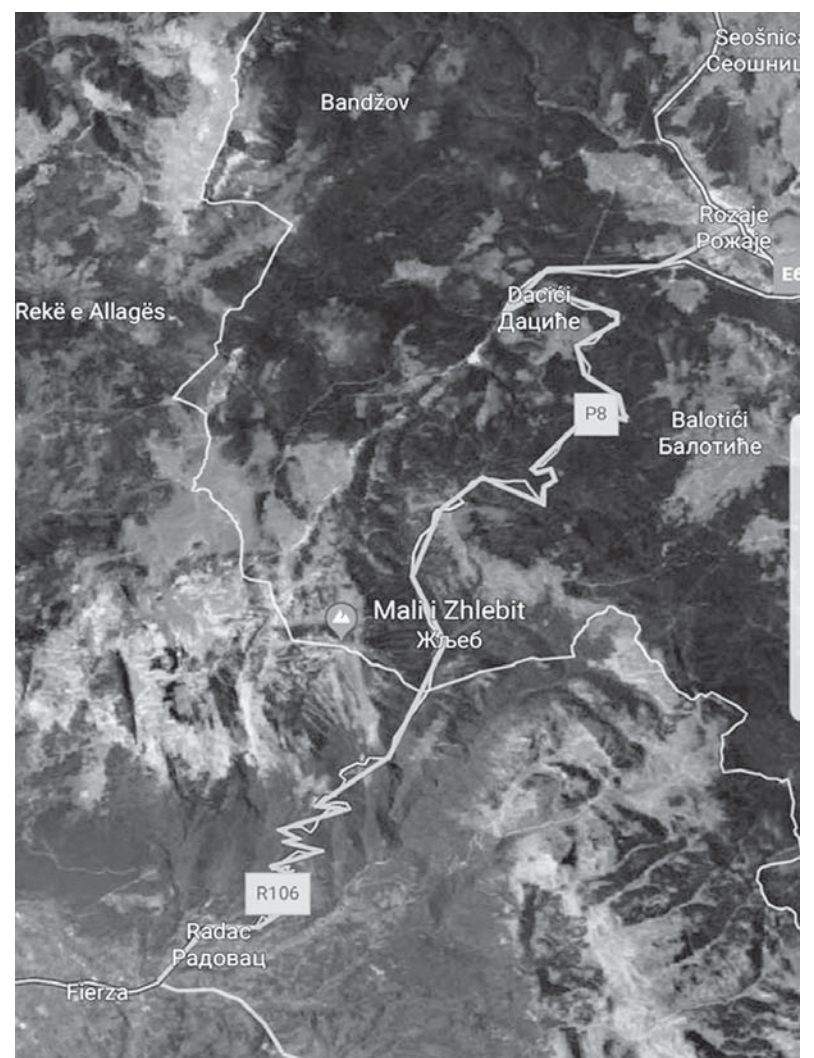 Seošnica
Сеошниц
Bandžov
Rozaje
Рожаје
E6
Dacići
Дациће
Rekë e Allagës
P8
Balotići
Балотиће
Mali i Zhlebit
Жљеб
R106
Radac
Радовац
Fierza